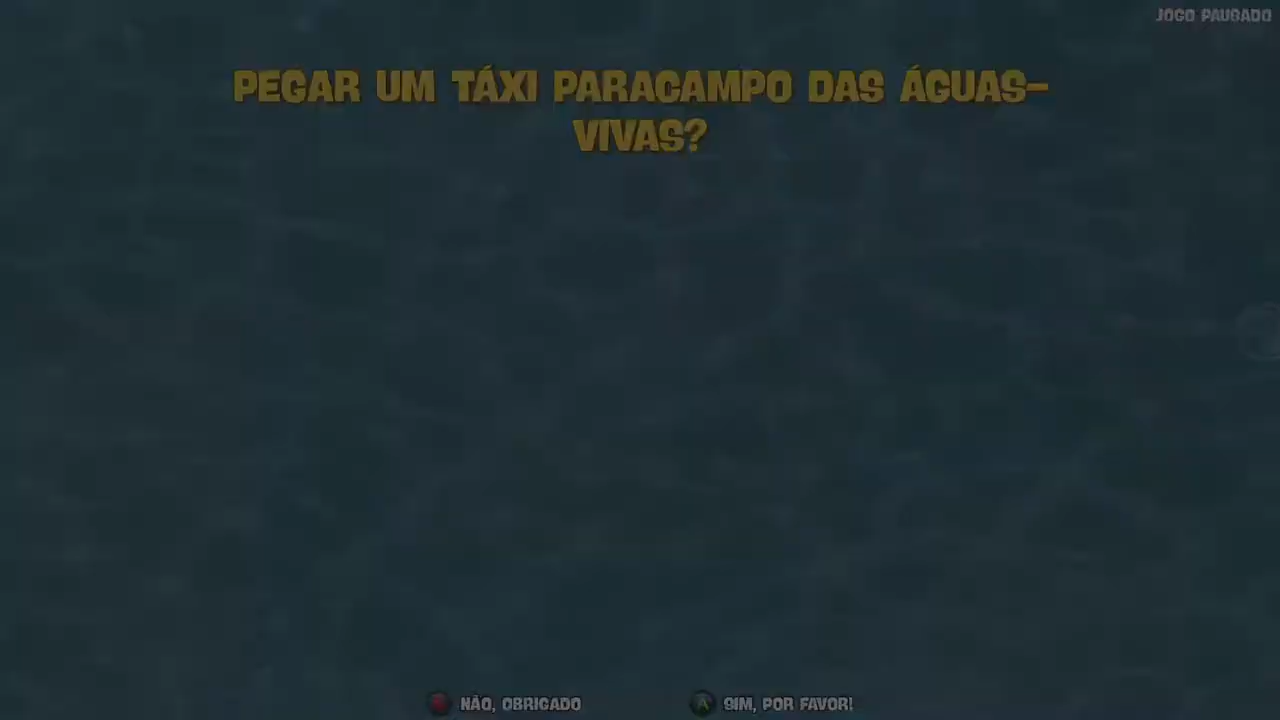 JOGO PAUSADO
PEGAR UM TÁXI PARACAMPO DAS ÁGUAS-
VIVAS?
NÃO, OBRIGADO
A SIM, POR FAVOR!